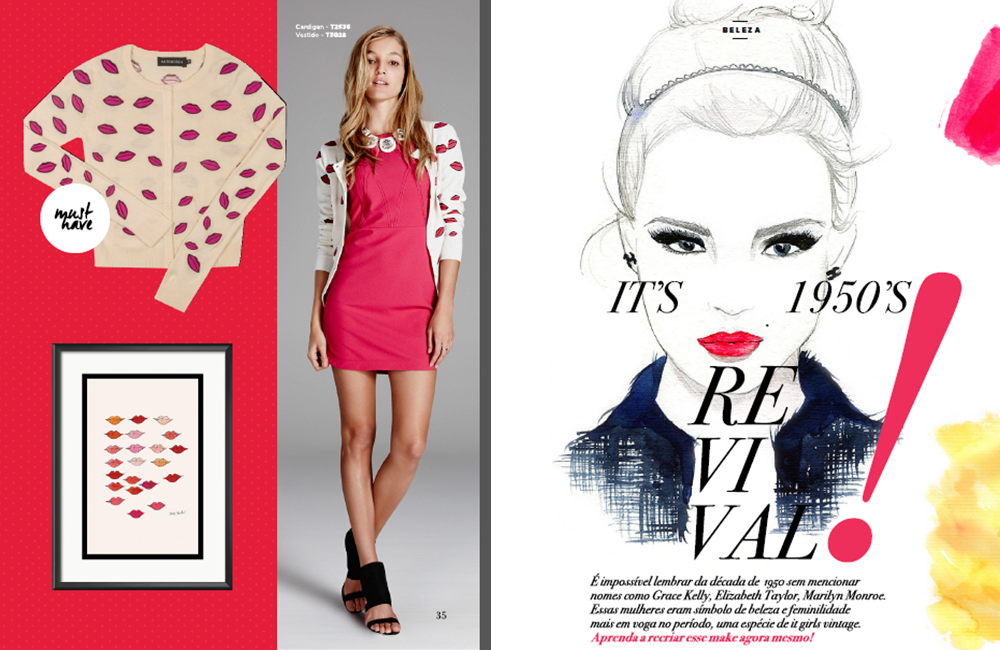 Cardigan - T2636
Vestido - T3028
must
have
35
BELEZA
IT'S 1950'S
RE
VI
VAL!
É impossível lembrar da década de 1950 sem mencionar
nomes como Grace Kelly, Elizabeth Taylor, Marilyn Monroe.
Essas mulheres eram símbolo de beleza e feminilidade
mais em voga no período, uma espécie de it girls vintage.
Aprenda a recriar esse make agora mesmo!